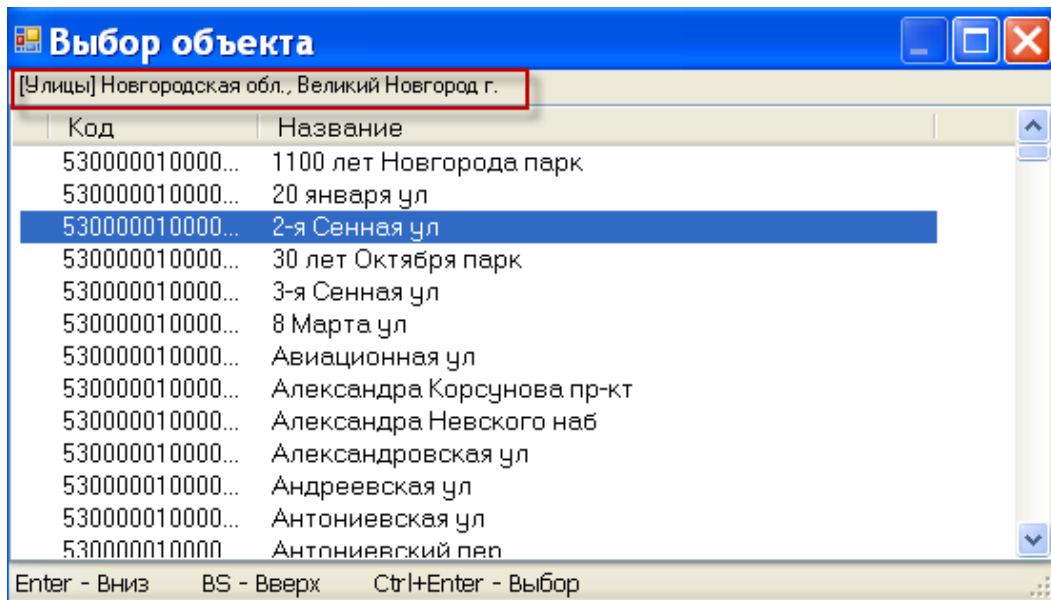 Выбор объекта
[Улицы] Новгородская обл., Великий Новгород г.
Код Название
530000010000... 1100 лет Новгорода парк
530000010000... 20 января ул
530000010000... 2-я Сенная ул
530000010000... 30 лет Октября парк
530000010000... 3-я Сенная ул
530000010000... 8 Марта ул
530000010000... Авиационная ул
530000010000... Александра Корсунова пр-кт
530000010000... Александра Невского наб
530000010000... Александровская ул
530000010000... Андреевская ул
530000010000... Антониевская ул
530000010000 Антониевский пер
Enter - Вниз BS - Вверх Ctrl+Enter - Выбор